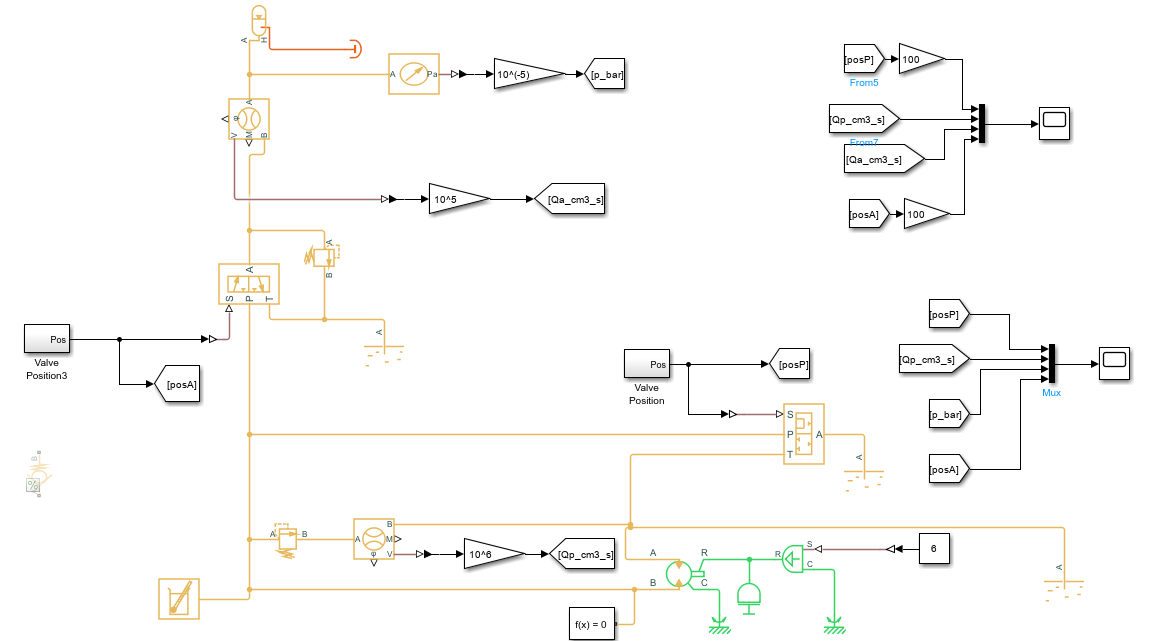 A
H
A
Pa
10^(-5)
[p_bar]
[posP]
100
From5
A
V
M
B
[Qp_cm3_s]
From7
[Qa_cm3_s]
10^5
[Qa_cm3_s]
[posA]
100
A
B
A
S
P
T
A
Pos
Valve
Position3
[posA]
[posP]
[Qp_cm3_s]
Mux
[p_bar]
[posA]
Pos
Valve
Position
[posP]
S
P
A
T
A
B
A
B
B
A
M
V
10^6
[Qp_cm3_s]
A
R
B
C
R
S
C
6
A
f(x) = 0